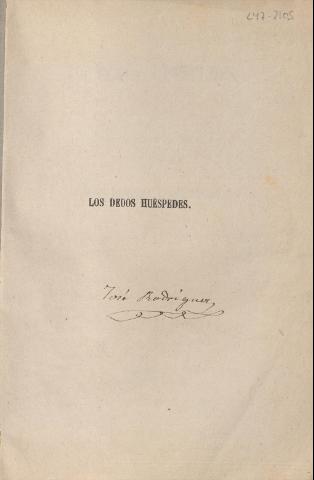 LOS DEDOS HUÉSPEDES.
José Rodríguez